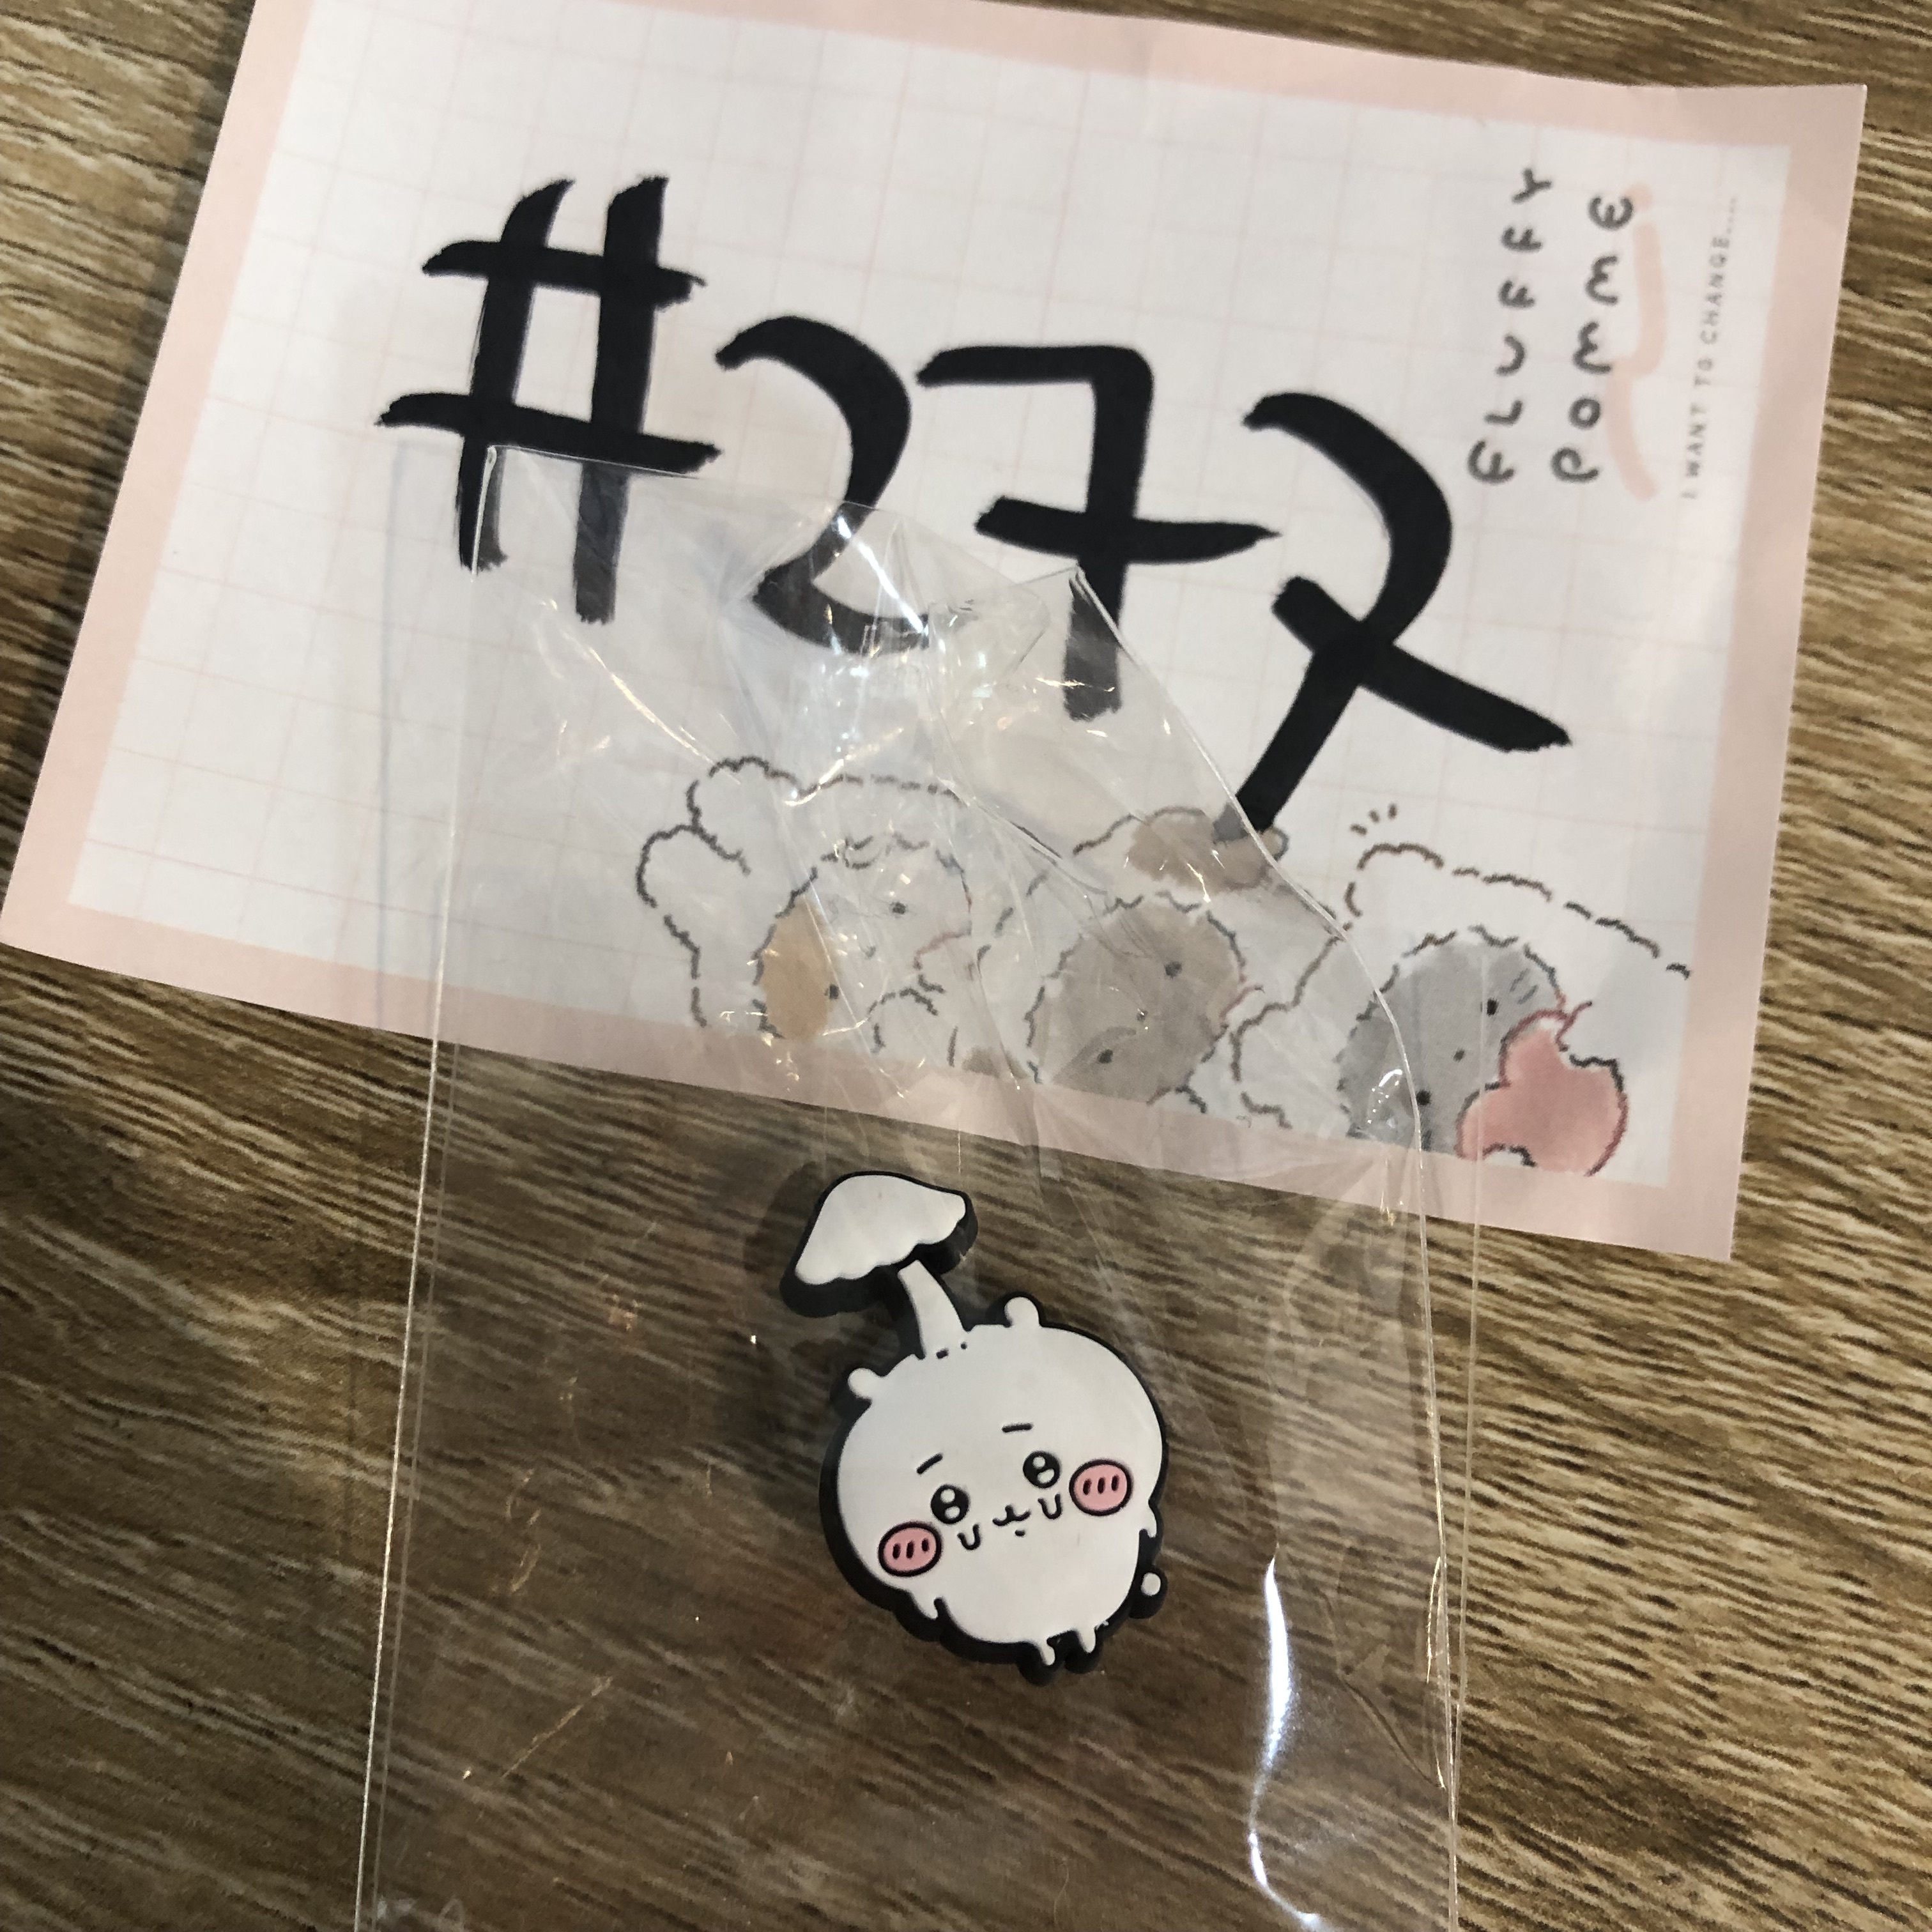 #277
FLUFFY
POMME
I WANT TO CHANGE....